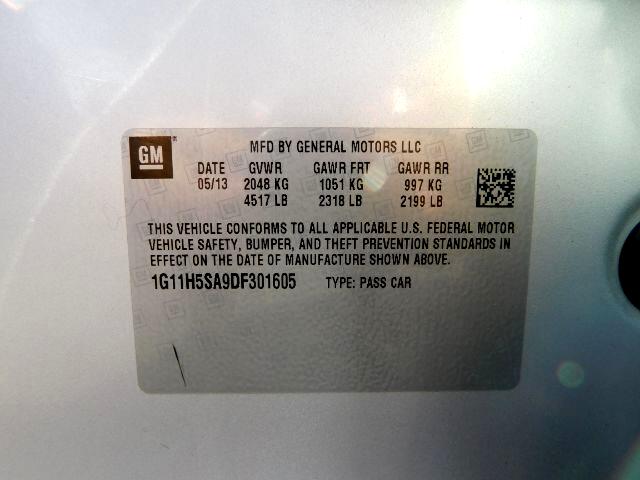 GM
MFD BY GENERAL MOTORS LLC
DATE GVWR GAWR FRT GAWR RR
05/13 2048 KG 1051 KG 997 KG
4517 LB 2318 LB 2199 LB
THIS VEHICLE CONFORMS TO ALL APPLICABLE U.S. FEDERAL MOTOR
VEHICLE SAFETY, BUMPER, AND THEFT PREVENTION STANDARDS IN
EFFECT ON THE DATE OF MANUFACTURE SHOWN ABOVE.
1G11H5SA9DF301605 TYPE: PASS CAR